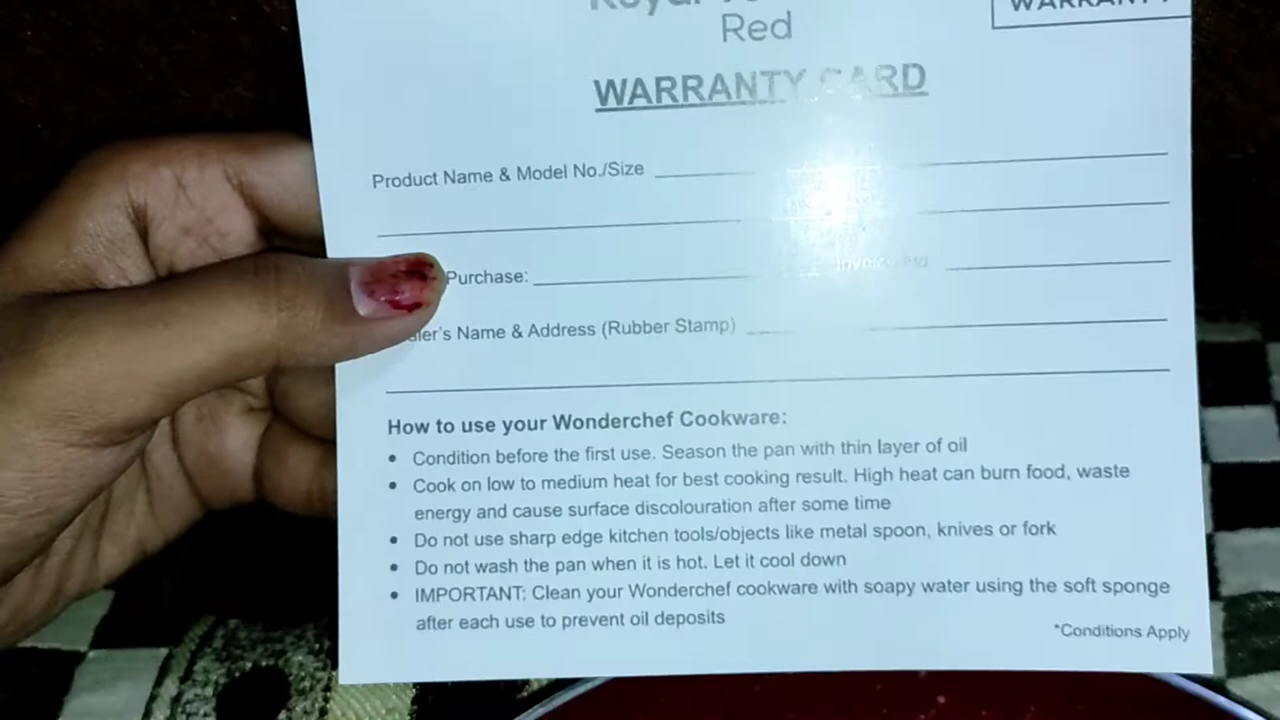 Royal
Red
WARRANTY
WARRANTY CARD
Product Name & Model No./Size
Purchase:
Invoice No
Name & Address (Rubber Stamp)
How to use your Wonderchef Cookware:
• Condition before the first use. Season the pan with thin layer of oil
• Cook on low to medium heat for best cooking result. High heat can burn food, waste
energy and cause surface discolouration after some time
• Do not use sharp edge kitchen tools/objects like metal spoon, knives or fork
• Do not wash the pan when it is hot. Let it cool down
• IMPORTANT: Clean your Wonderchef cookware with soapy water using the soft sponge
after each use to prevent oil deposits
*Conditions Apply